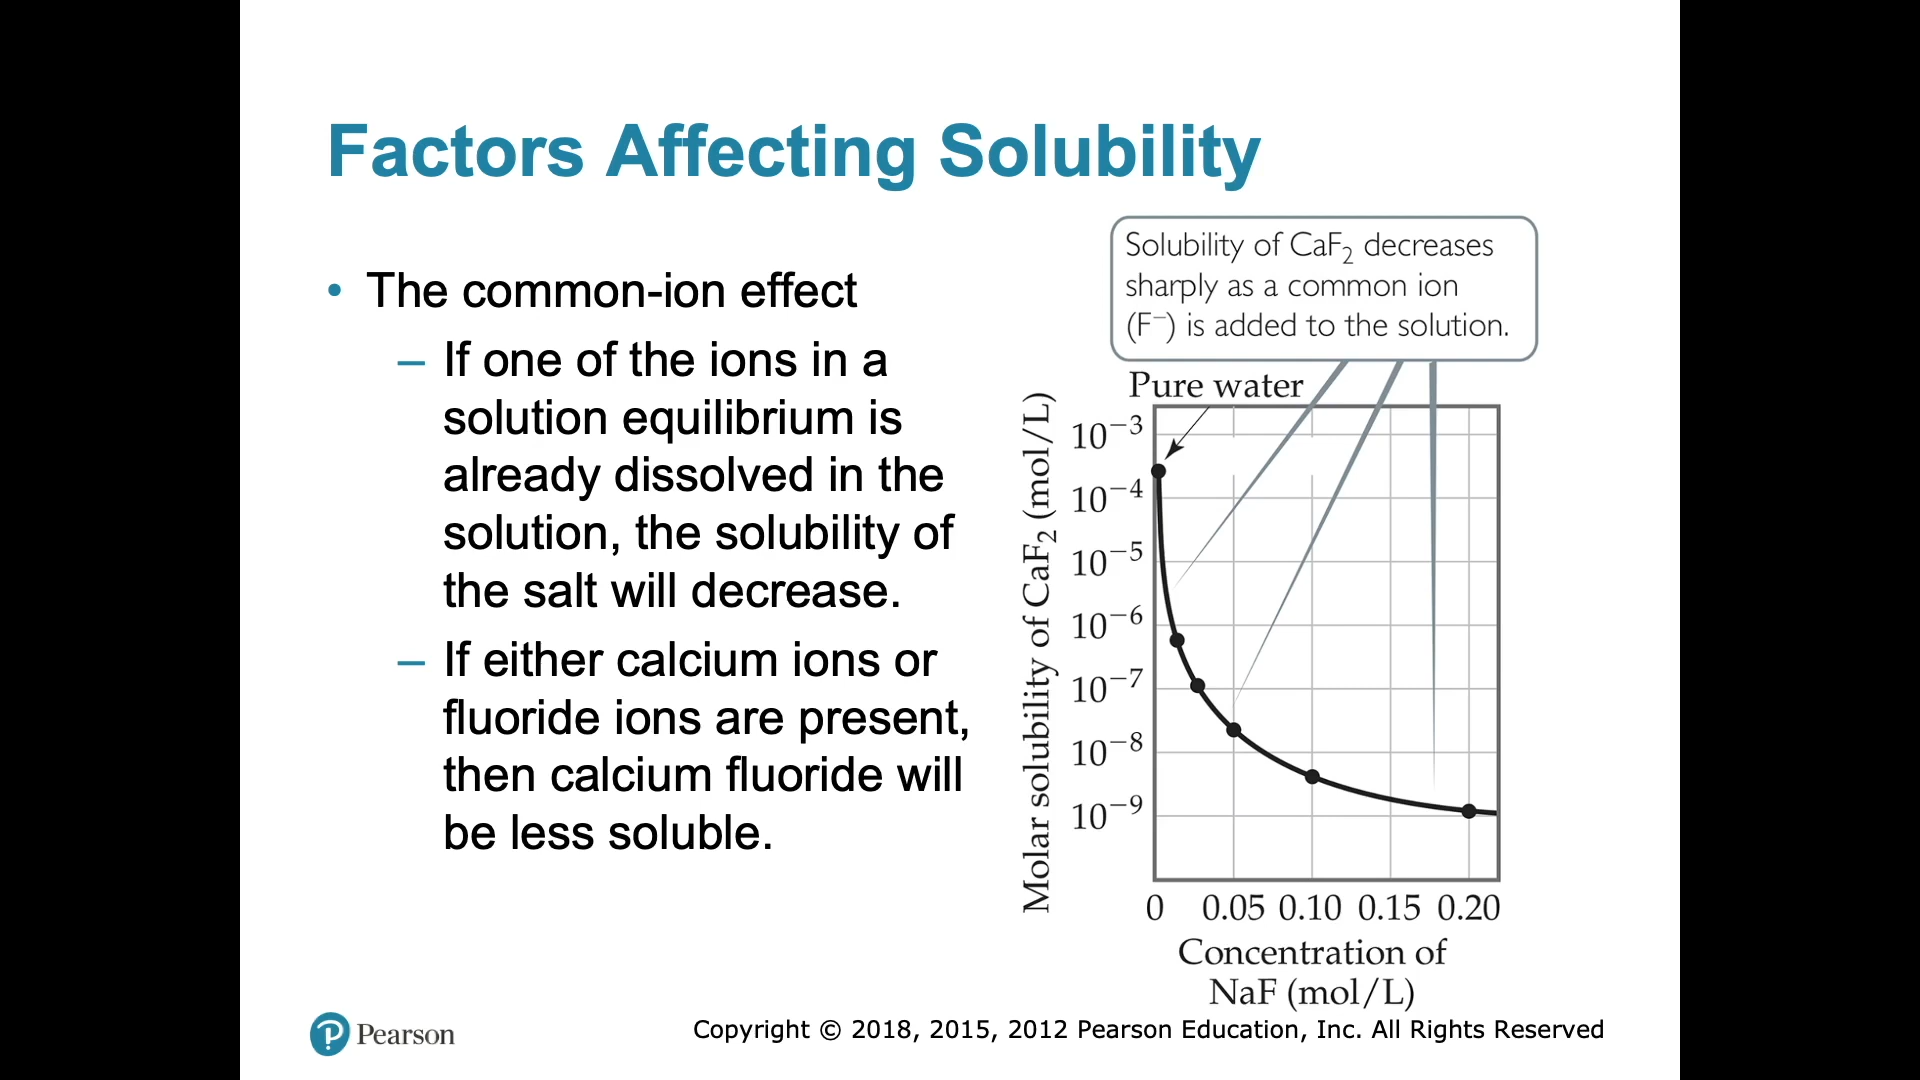 Factors Affecting Solubility
• The common-ion effect
– If one of the ions in a
solution equilibrium is
already dissolved in the
solution, the solubility of
the salt will decrease.
– If either calcium ions or
fluoride ions are present,
then calcium fluoride will
be less soluble.
Solubility of CaF₂ decreases
sharply as a common ion
(F⁻) is added to the solution.
Pure water
Molar solubility of CaF₂ (mol/L)
10⁻³
10⁻⁴
10⁻⁵
10⁻⁶
10⁻⁷
10⁻⁸
10⁻⁹
0 0.05 0.10 0.15 0.20
Concentration of
NaF (mol/L)
P Pearson
Copyright © 2018, 2015, 2012 Pearson Education, Inc. All Rights Reserved